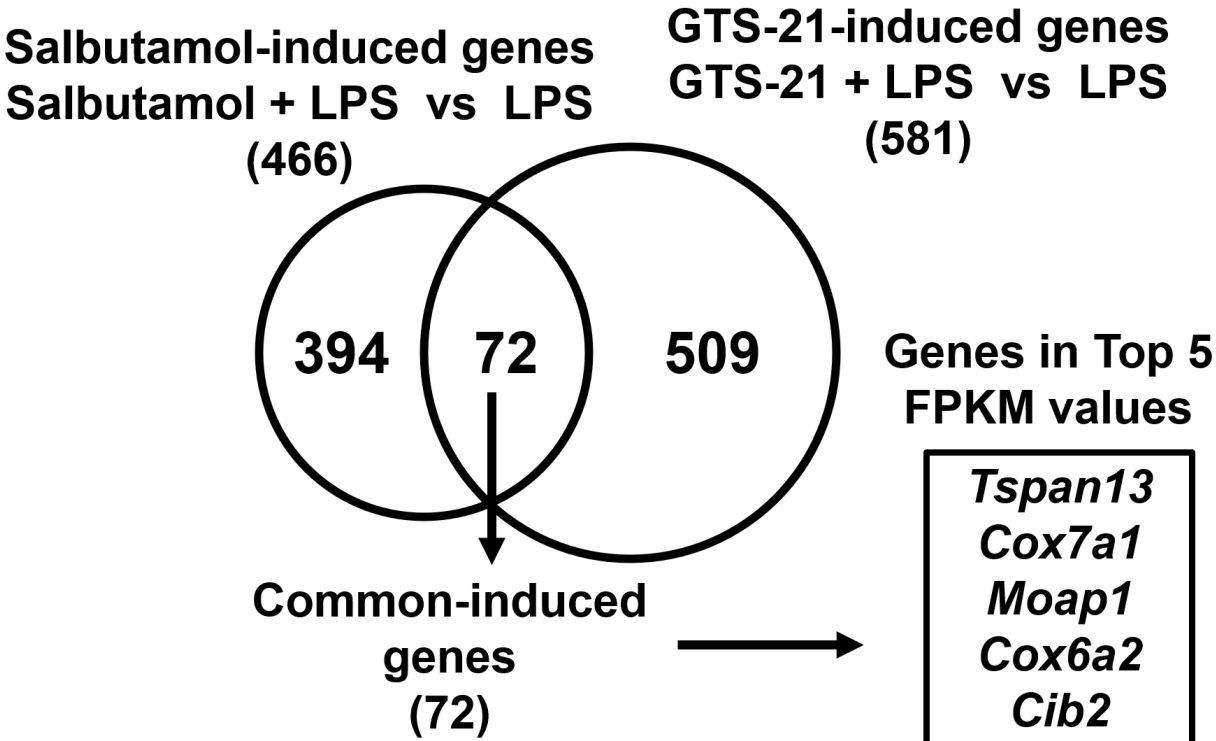 Salbutamol-induced genes
Salbutamol + LPS vs LPS
(466)
GTS-21-induced genes
GTS-21 + LPS vs LPS
(581)
394
72
509
Genes in Top 5
FPKM values
Tspan13
Cox7a1
Moap1
Cox6a2
Cib2
Common-induced
genes
(72)